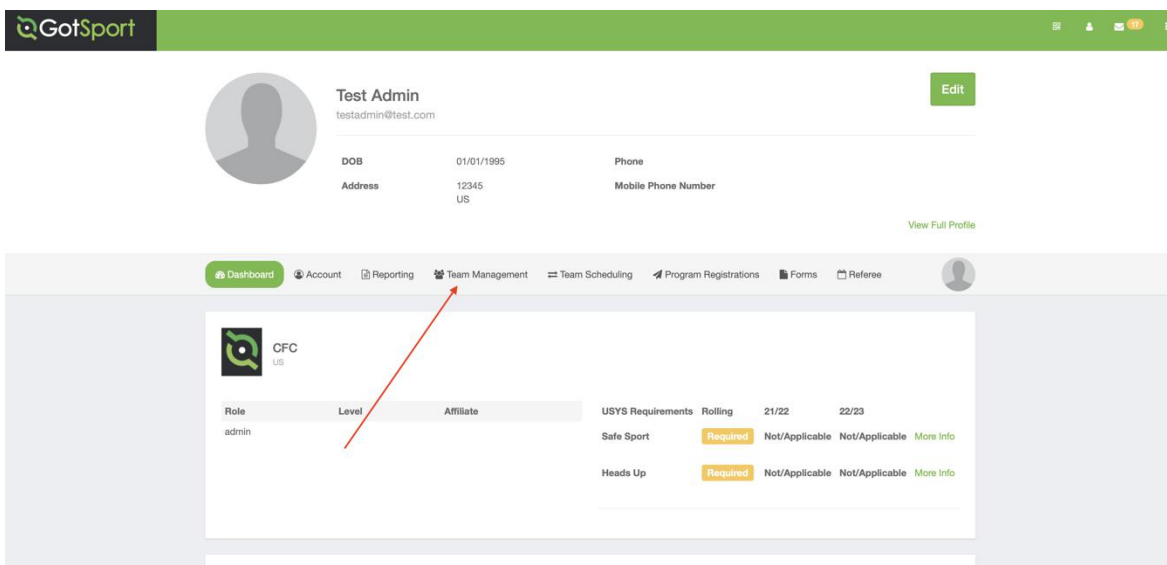 GotSport
17
Test Admin
testadmin@test.com
Edit
DOB 01/01/1995 Phone
Address 12345 Mobile Phone Number
US
View Full Profile
Dashboard Account Reporting Team Management Team Scheduling Program Registrations Forms Referee
CFC
US
Role Level Affiliate USYS Requirements Rolling 21/22 22/23
admin Safe Sport Required Not/Applicable Not/Applicable More Info
Heads Up Required Not/Applicable Not/Applicable More Info